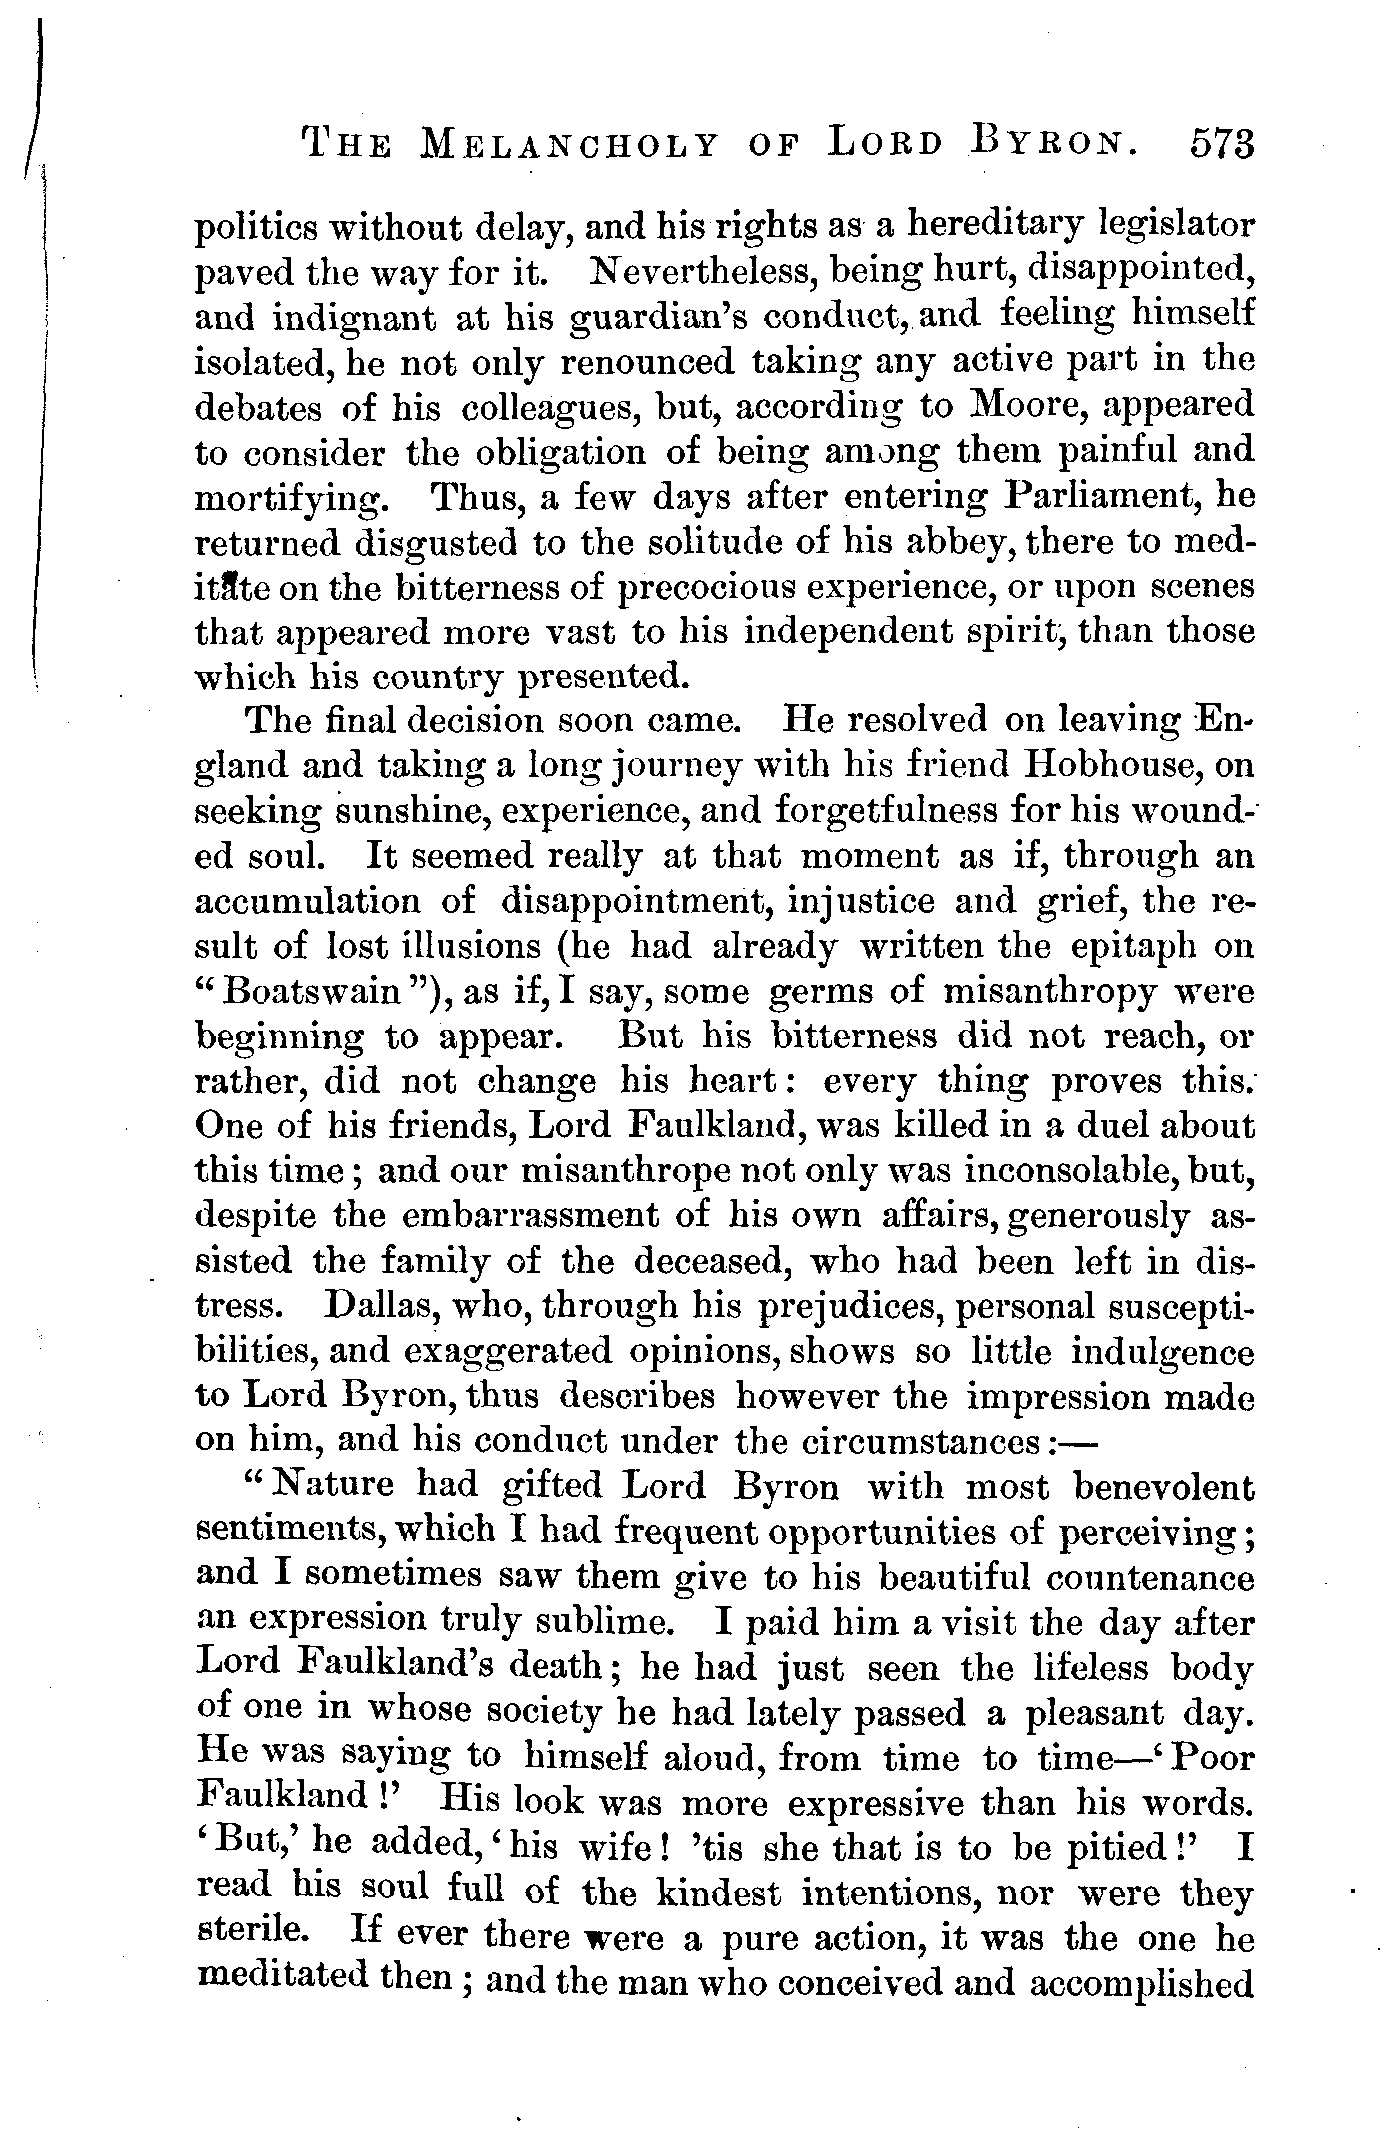 THE MELANCHOLY OF LORD BYRON. 573
politics without delay, and his rights as a hereditary legislator
paved the way for it. Nevertheless, being hurt, disappointed,
and indignant at his guardian's conduct, and feeling himself
isolated, he not only renounced taking any active part in the
debates of his colleagues, but, according to Moore, appeared
to consider the obligation of being among them painful and
mortifying. Thus, a few days after entering Parliament, he
returned disgusted to the solitude of his abbey, there to med-
itate on the bitterness of precocious experience, or upon scenes
that appeared more vast to his independent spirit, than those
which his country presented.
The final decision soon came. He resolved on leaving En-
gland and taking a long journey with his friend Hobhouse, on
seeking sunshine, experience, and forgetfulness for his wound-
ed soul. It seemed really at that moment as if, through an
accumulation of disappointment, injustice and grief, the re-
sult of lost illusions (he had already written the epitaph on
"Boatswain"), as if, I say, some germs of misanthropy were
beginning to appear. But his bitterness did not reach, or
rather, did not change his heart: every thing proves this.
One of his friends, Lord Faulkland, was killed in a duel about
this time; and our misanthrope not only was inconsolable, but,
despite the embarrassment of his own affairs, generously as-
sisted the family of the deceased, who had been left in dis-
tress. Dallas, who, through his prejudices, personal suscepti-
bilities, and exaggerated opinions, shows so little indulgence
to Lord Byron, thus describes however the impression made
on him, and his conduct under the circumstances:—
"Nature had gifted Lord Byron with most benevolent
sentiments, which I had frequent opportunities of perceiving;
and I sometimes saw them give to his beautiful countenance
an expression truly sublime. I paid him a visit the day after
Lord Faulkland's death; he had just seen the lifeless body
of one in whose society he had lately passed a pleasant day.
He was saying to himself aloud, from time to time—'Poor
Faulkland!' His look was more expressive than his words.
'But,' he added, 'his wife! 'tis she that is to be pitied!' I
read his soul full of the kindest intentions, nor were they
sterile. If ever there were a pure action, it was the one he
meditated then; and the man who conceived and accomplished